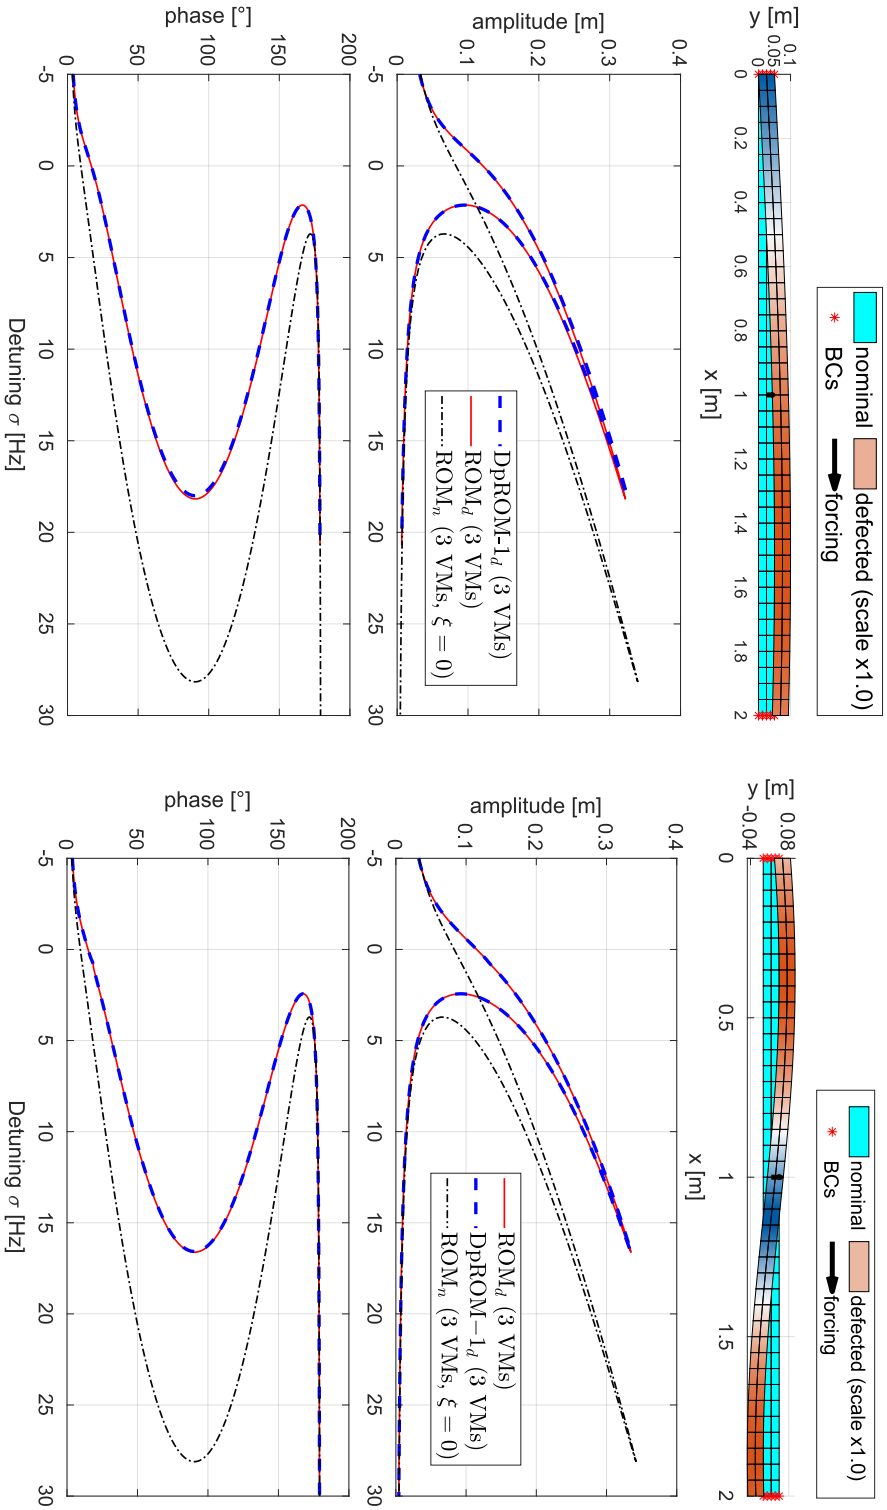 nominal defected (scale x1.0)
BCs forcing
y [m]
0.1
0.05
0
0 0.2 0.4 0.6 0.8 1 1.2 1.4 1.6 1.8 2
x [m]
amplitude [m]
0.4
0.3
0.2
0.1
0
DpROM-1d (3 VMs)
ROMd (3 VMs)
ROMn (3 VMs, ξ = 0)
-5 0 5 10 15 20 25 30
phase [°]
200
150
100
50
0
Detuning σ [Hz]
nominal defected (scale x1.0)
BCs forcing
y [m]
0.08
-0.04
0 0.5 1 1.5 2
x [m]
amplitude [m]
0.4
0.3
0.2
0.1
0
ROMd (3 VMs)
DpROM−1d (3 VMs)
ROMn (3 VMs, ξ = 0)
-5 0 5 10 15 20 25 30
phase [°]
200
150
100
50
0
Detuning σ [Hz]